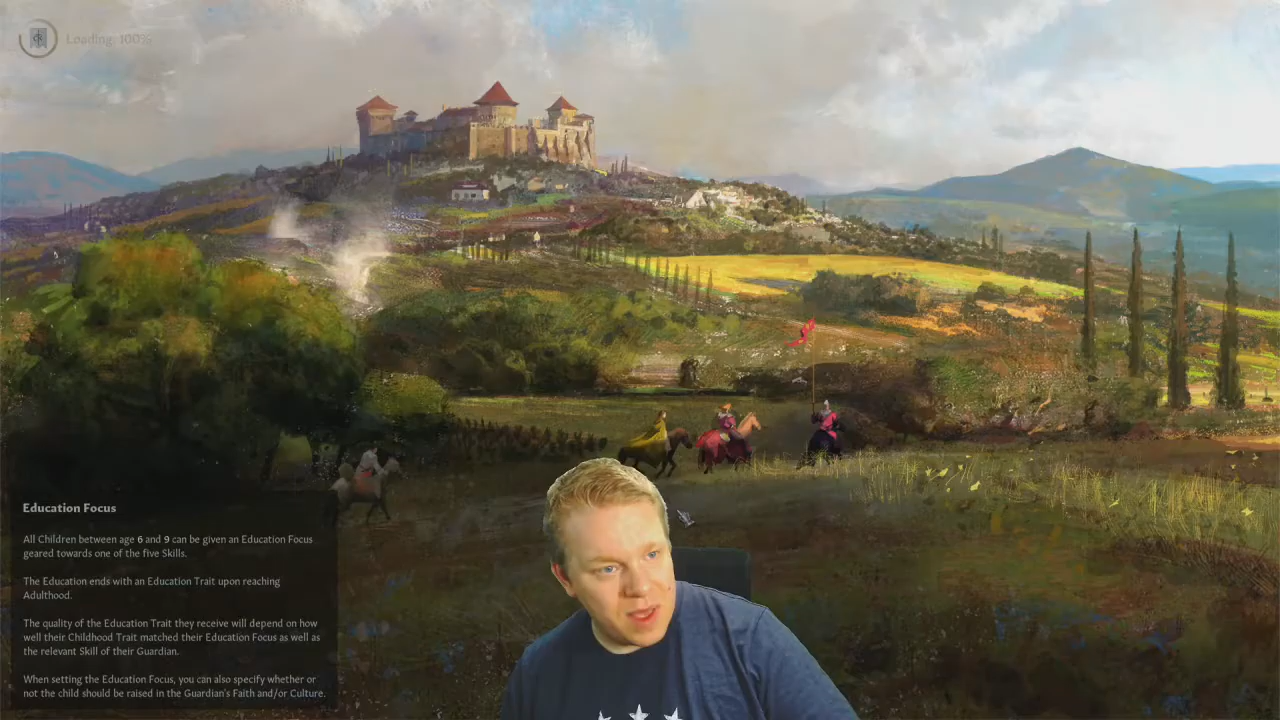 Loading: 100%
Education Focus
All Children between age 6 and 9 can be given an Education Focus
geared towards one of the five Skills.
The Education ends with an Education Trait upon reaching
Adulthood.
The quality of the Education Trait they receive will depend on how
well their Childhood Trait matched their Education Focus as well as
the relevant Skill of their Guardian.
When setting the Education Focus, you can also specify whether or
not the child should be raised in the Guardian's Faith and/or Culture.